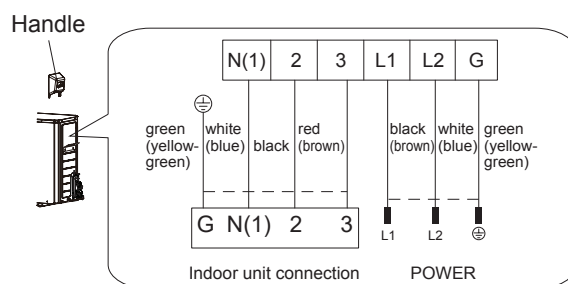 Handle
N(1) 2 3 L1 L2 G
green (yellow-green)
white (blue)
black
red (brown)
black (brown)
white (blue)
green (yellow-green)
G N(1) 2 3
L1 L2
Indoor unit connection
POWER